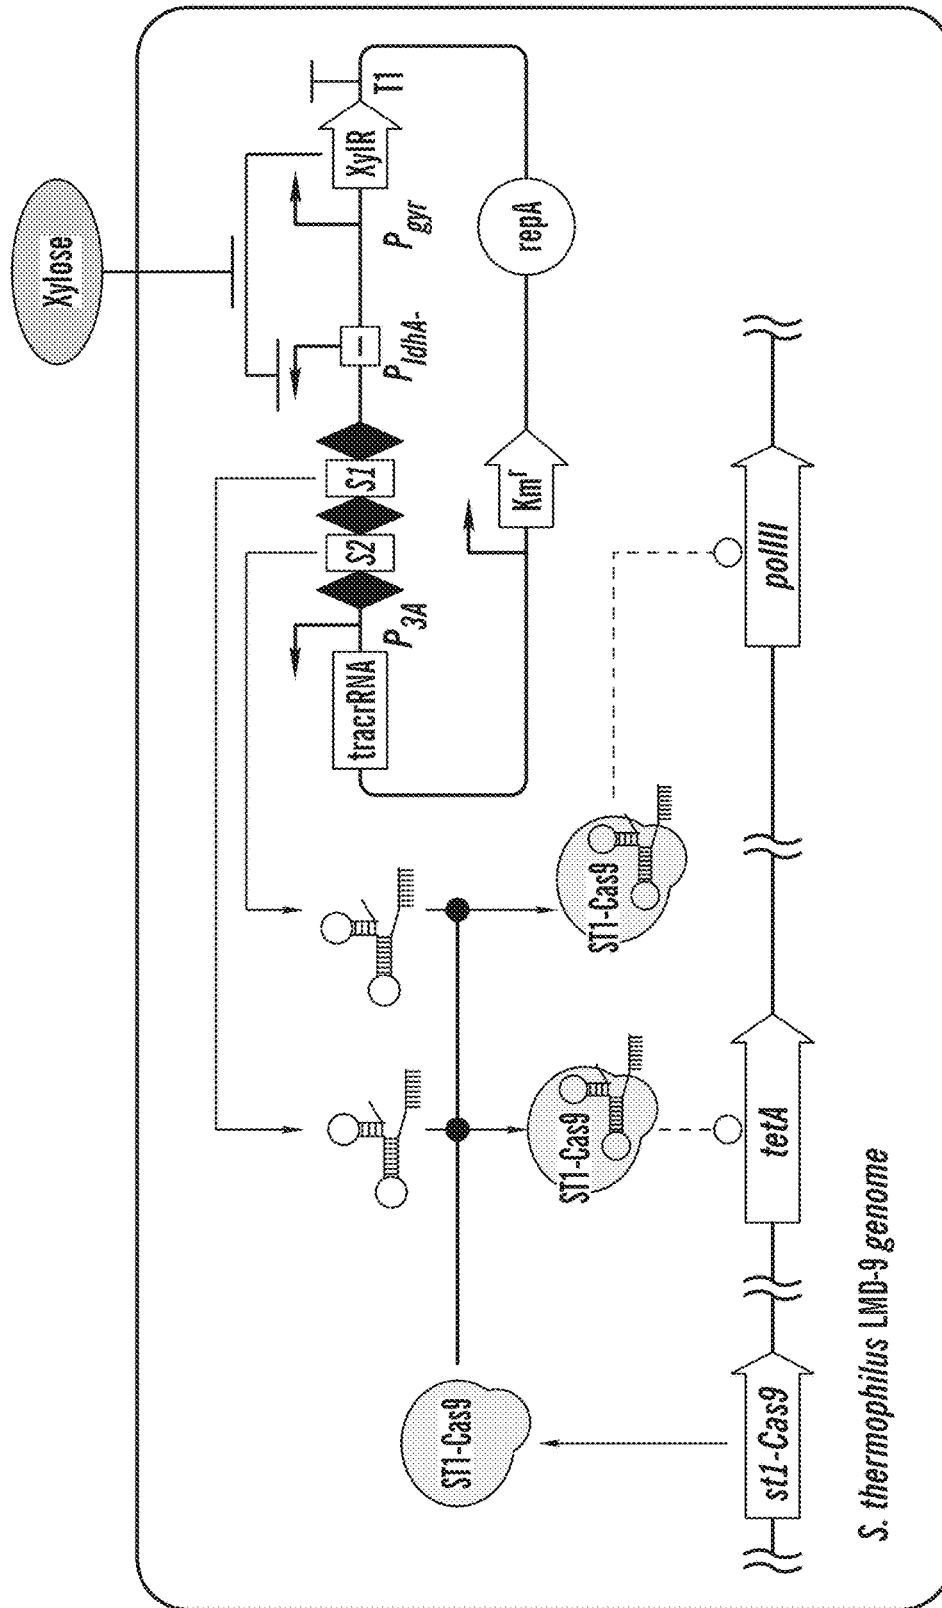 Xylose
tracrRNA
P3A
S2
S1
PldhA-
Pgyr
XylR
T1
Kmr
repA
ST1-Cas9
ST1-Cas9
ST1-Cas9
st1-Cas9
tetA
polIII
S. thermophilus LMD-9 genome